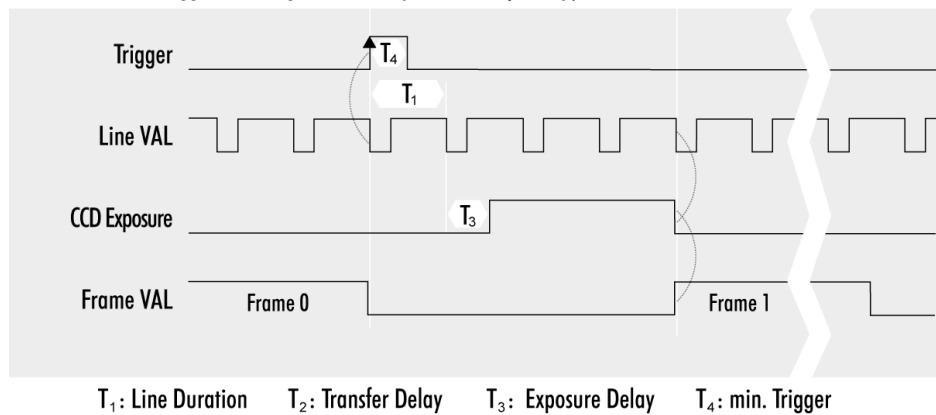 Trigger
T₄
T₁
Line VAL
CCD Exposure
T₃
Frame VAL
Frame 0
Frame 1
T₁: Line Duration T₂: Transfer Delay T₃: Exposure Delay T₄: min. Trigger